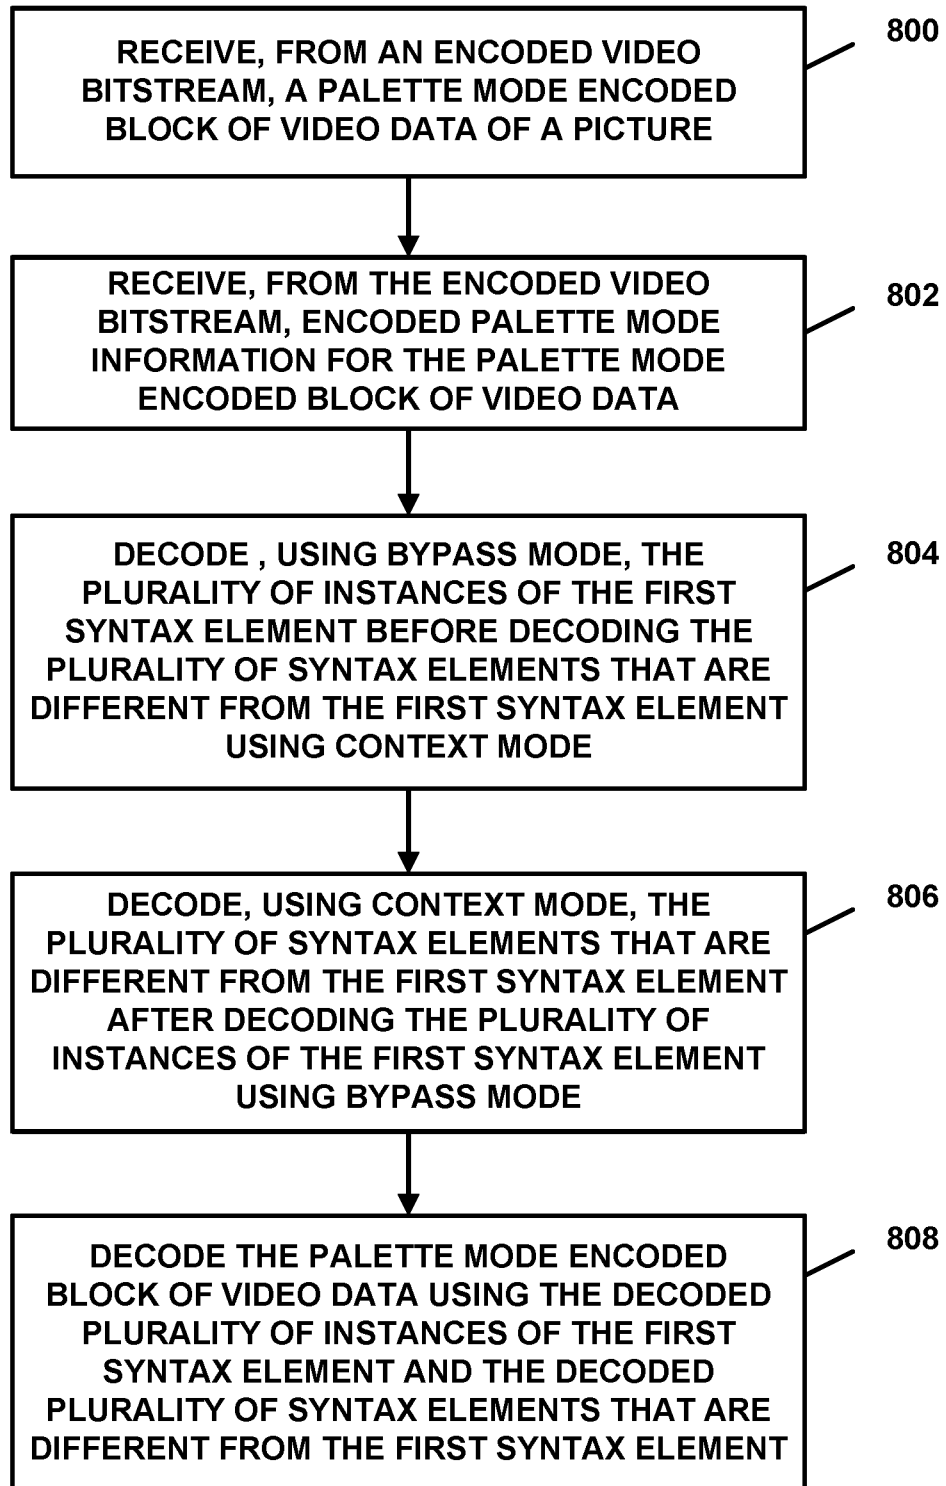 RECEIVE, FROM AN ENCODED VIDEO
BITSTREAM, A PALETTE MODE ENCODED
BLOCK OF VIDEO DATA OF A PICTURE
800
RECEIVE, FROM THE ENCODED VIDEO
BITSTREAM, ENCODED PALETTE MODE
INFORMATION FOR THE PALETTE MODE
ENCODED BLOCK OF VIDEO DATA
802
DECODE , USING BYPASS MODE, THE
PLURALITY OF INSTANCES OF THE FIRST
SYNTAX ELEMENT BEFORE DECODING THE
PLURALITY OF SYNTAX ELEMENTS THAT ARE
DIFFERENT FROM THE FIRST SYNTAX ELEMENT
USING CONTEXT MODE
804
DECODE, USING CONTEXT MODE, THE
PLURALITY OF SYNTAX ELEMENTS THAT ARE
DIFFERENT FROM THE FIRST SYNTAX ELEMENT
AFTER DECODING THE PLURALITY OF
INSTANCES OF THE FIRST SYNTAX ELEMENT
USING BYPASS MODE
806
DECODE THE PALETTE MODE ENCODED
BLOCK OF VIDEO DATA USING THE DECODED
PLURALITY OF INSTANCES OF THE FIRST
SYNTAX ELEMENT AND THE DECODED
PLURALITY OF SYNTAX ELEMENTS THAT ARE
DIFFERENT FROM THE FIRST SYNTAX ELEMENT
808